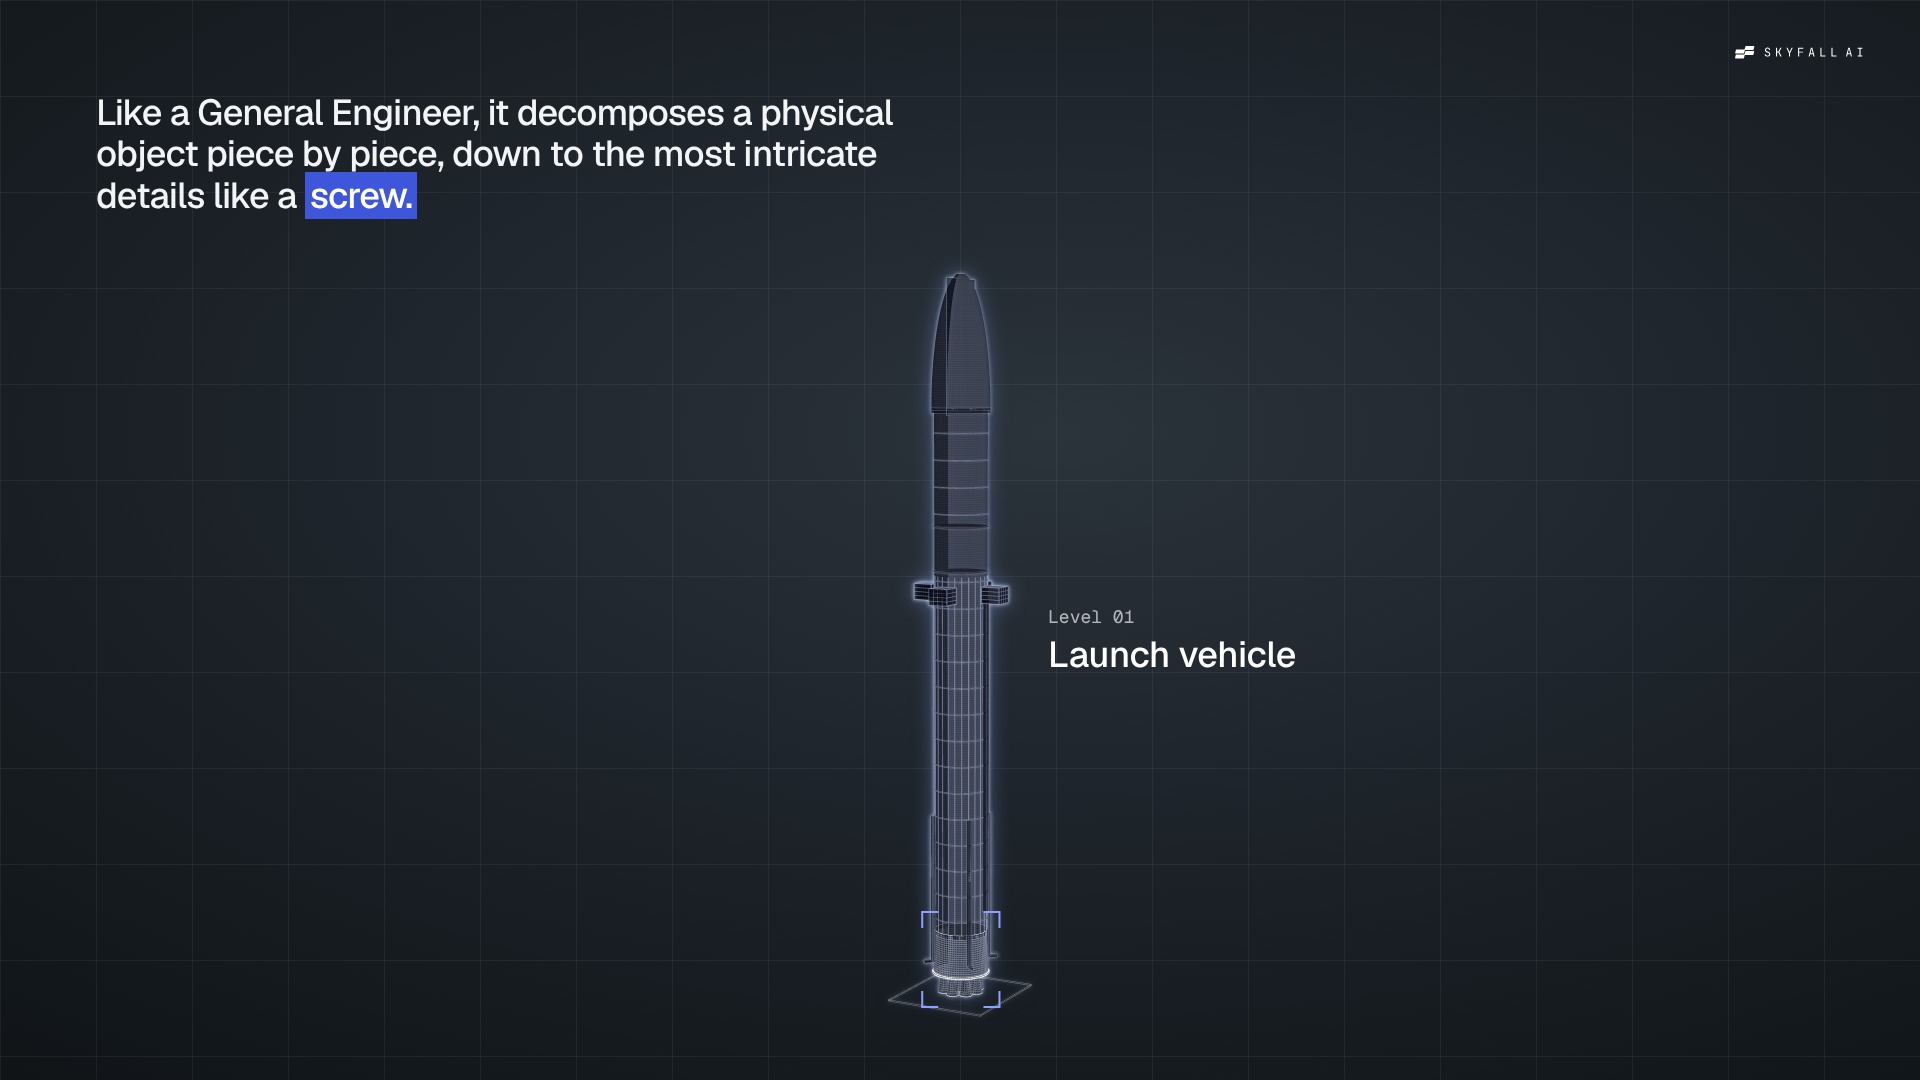 SKYFALL AI
Like a General Engineer, it decomposes a physical
object piece by piece, down to the most intricate
details like a screw.
Level 01
Launch vehicle